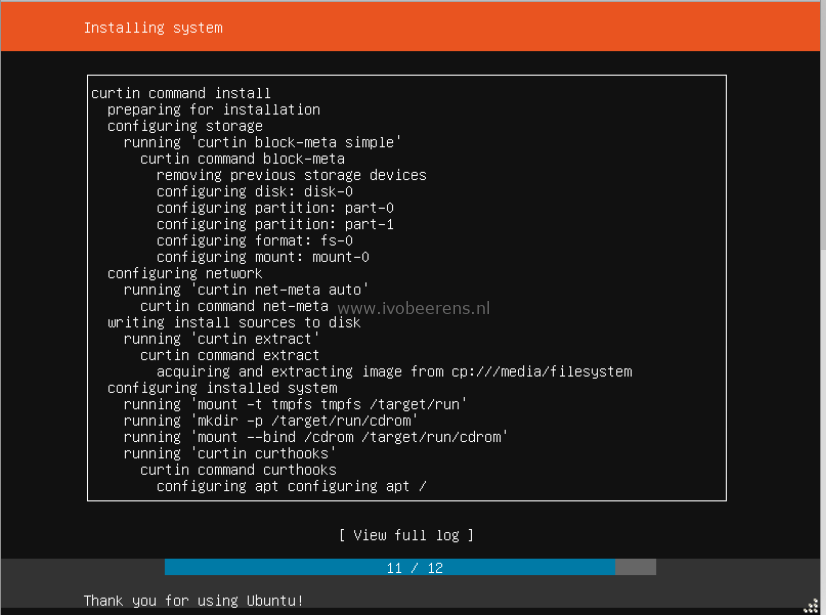 Installing system
curtin command install
preparing for installation
configuring storage
running 'curtin block-meta simple'
curtin command block-meta
removing previous storage devices
configuring disk: disk-0
configuring partition: part-0
configuring partition: part-1
configuring format: fs-0
configuring mount: mount-0
configuring network
running 'curtin net-meta auto'
curtin command net-meta
www.ivobeerens.nl
writing install sources to disk
running 'curtin extract'
curtin command extract
acquiring and extracting image from cp:///media/filesystem
configuring installed system
running 'mount -t tmpfs tmpfs /target/run'
running 'mkdir -p /target/run/cdrom'
running 'mount --bind /cdrom /target/run/cdrom'
running 'curtin curthooks'
curtin command curthooks
configuring apt configuring apt /
[ View full log ]
11 / 12
Thank you for using Ubuntu!